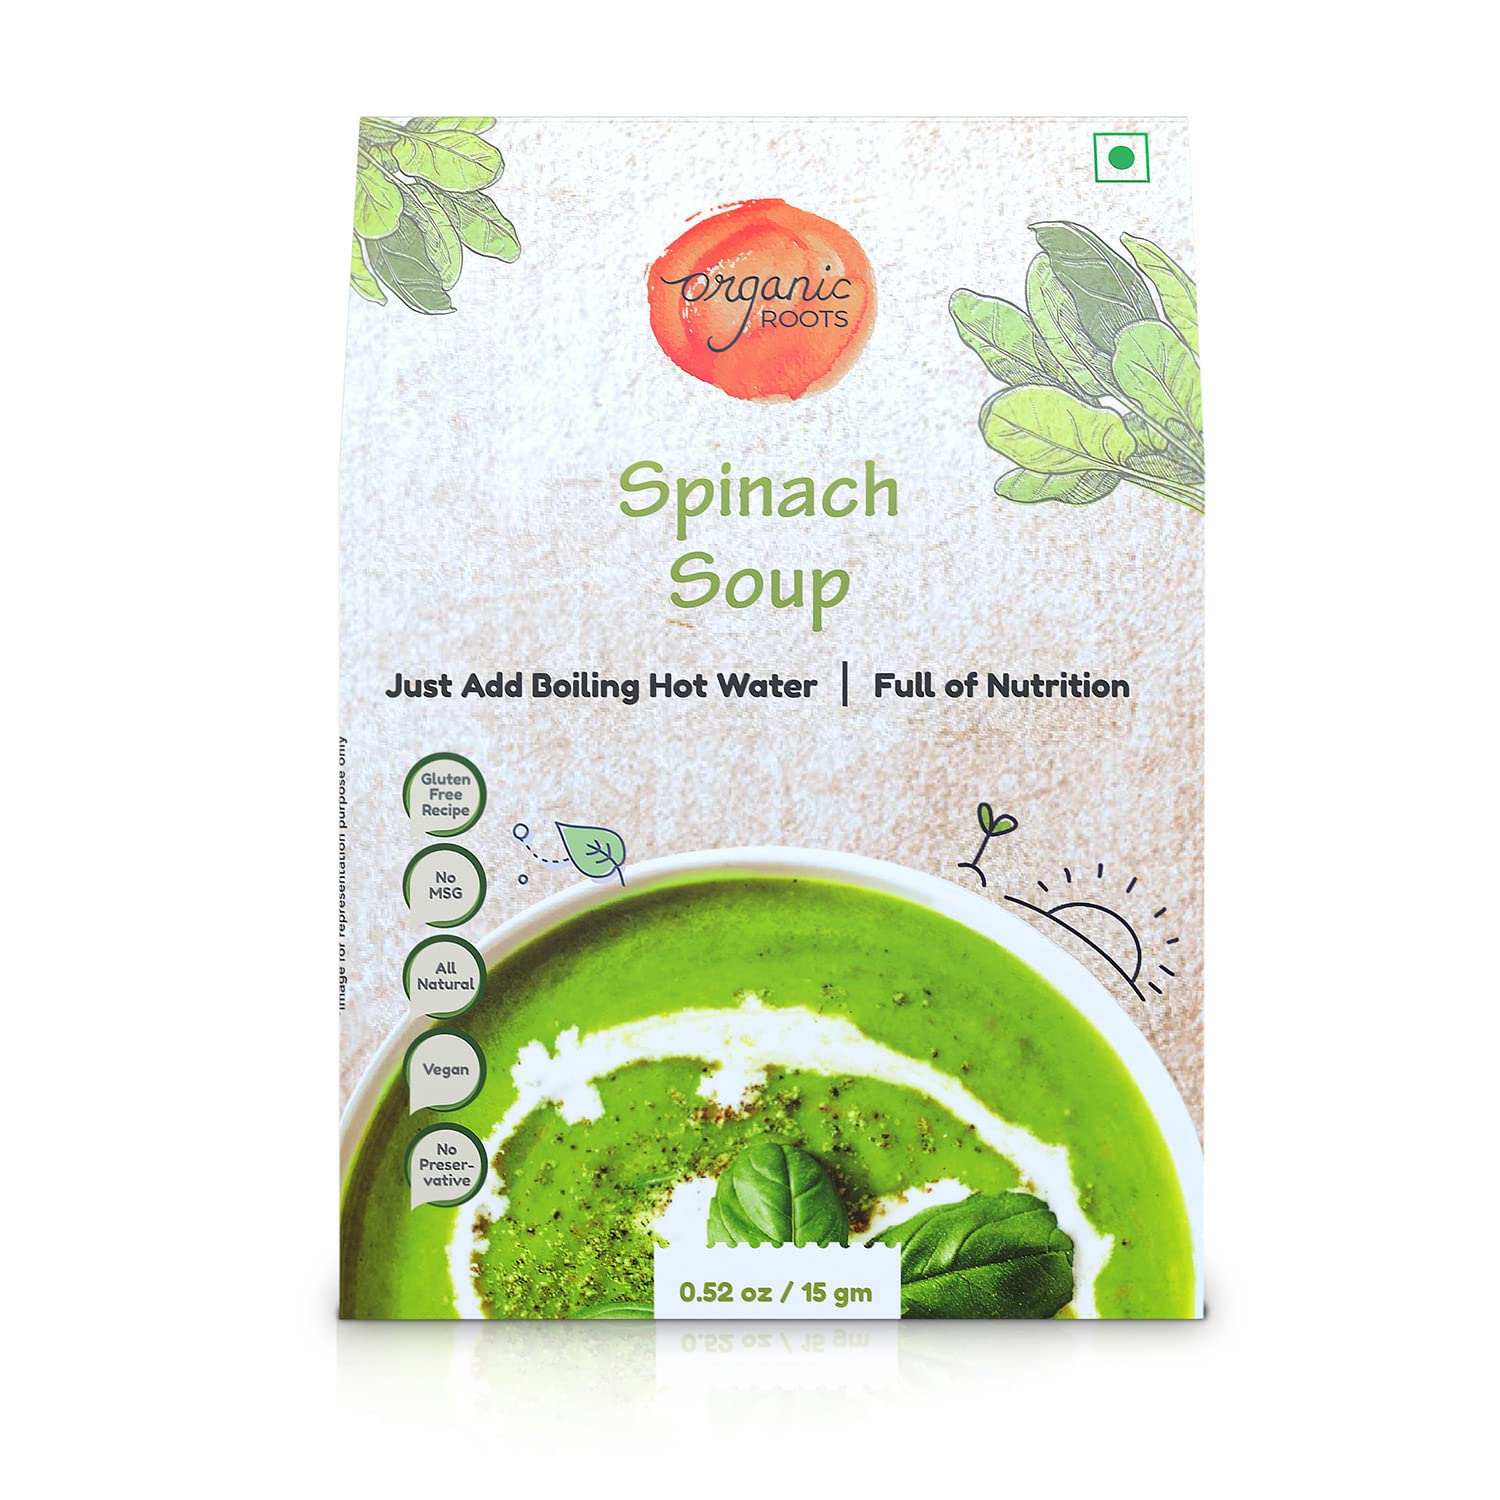 organic
ROOTS
Spinach
Soup
Just Add Boiling Hot Water | Full of Nutrition
Gluten
Free
Recipe
No
MSG
All
Natural
Vegan
No
Preser-
vative
Image for representation purpose only
0.52 oz / 15 gm